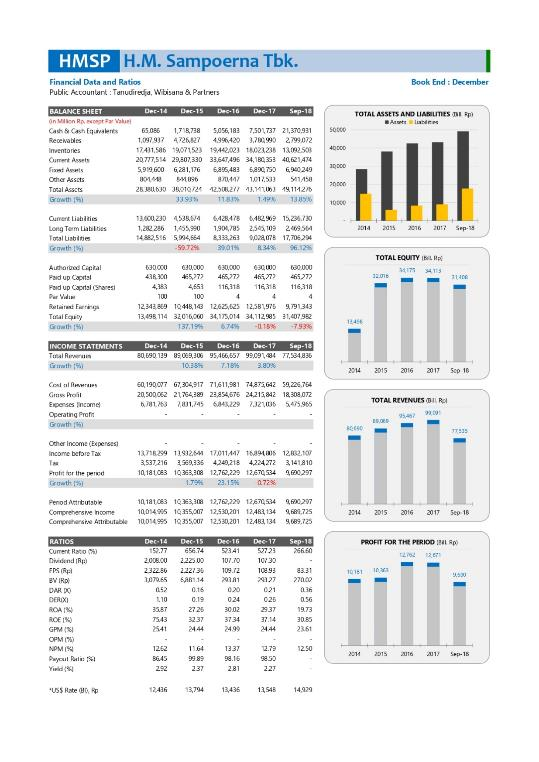 HMSP H.M. Sampoerna Tbk.
Financial Data and Ratios Book End : December
Public Accountant : Tanudiredja, Wibisana & Partners
BALANCE SHEET Dec-14 Dec-15 Dec-16 Dec-17 Sep-18
(in Million Rp, except Par Value)
Cash & Cash Equivalents 65,086 1,718,738 5,056,183 7,501,737 21,370,931
Receivables 1,097,937 4,726,827 4,996,420 3,780,990 2,799,072
Inventories 17,431,586 19,071,523 19,442,023 18,023,238 13,092,503
Current Assets 20,777,514 29,807,330 33,647,496 34,180,353 40,621,474
Fixed Assets 5,919,600 6,281,176 6,895,483 6,890,750 6,940,249
Other Assets 804,448 844,896 870,447 1,017,533 541,458
Total Assets 28,380,630 38,010,724 42,508,277 43,141,063 49,114,276
Growth (%) 33.93% 11.83% 1.49% 13.85%
Current Liabilities 13,600,230 4,538,674 6,428,478 6,482,969 15,236,730
Long Term Liabilities 1,282,286 1,455,990 1,904,785 2,545,109 2,469,564
Total Liabilities 14,882,516 5,994,664 8,333,263 9,028,078 17,706,294
Growth (%) -59.72% 39.01% 8.34% 96.12%
Authorized Capital 630,000 630,000 630,000 630,000 630,000
Paid up Capital 438,300 465,272 465,272 465,272 465,272
Paid up Capital (Shares) 4,383 4,653 116,318 116,318 116,318
Par Value 100 100 4 4 4
Retained Earnings 12,343,869 10,448,143 12,625,625 12,581,976 9,791,343
Total Equity 13,498,114 32,016,060 34,175,014 34,112,985 31,407,982
Growth (%) 137.19% 6.74% -0.18% -7.93%
INCOME STATEMENTS Dec-14 Dec-15 Dec-16 Dec-17 Sep-18
Total Revenues 80,690,139 89,069,306 95,466,657 99,091,484 77,534,836
Growth (%) 10.38% 7.18% 3.80%
Cost of Revenues 60,190,077 67,304,917 71,611,981 74,875,642 59,226,764
Gross Profit 20,500,062 21,764,389 23,854,676 24,215,842 18,308,072
Expenses (Income) 6,781,763 7,831,745 6,843,229 7,321,036 5,475,965
Operating Profit - - - - -
Growth (%)
Other Income (Expenses) - - - - -
Income before Tax 13,718,299 13,932,644 17,011,447 16,894,806 12,832,107
Tax 3,537,216 3,569,336 4,249,218 4,224,272 3,141,810
Profit for the period 10,181,083 10,363,308 12,762,229 12,670,534 9,690,297
Growth (%) 1.79% 23.15% 0.72%
Period Attributable 10,181,083 10,363,308 12,762,229 12,670,534 9,690,297
Comprehensive Income 10,014,995 10,355,007 12,530,201 12,483,134 9,689,725
Comprehensive Attributable 10,014,995 10,355,007 12,530,201 12,483,134 9,689,725
RATIOS Dec-14 Dec-15 Dec-16 Dec-17 Sep-18
Current Ratio (%) 152.77 656.74 523.41 527.23 266.60
Dividend (Rp) 2,008.00 2,225.00 107.70 107.30 -
EPS (Rp) 2,322.86 2,227.36 109.72 108.93 83.31
BV (Rp) 3,079.65 6,881.14 293.81 293.27 270.02
DAR (X) 0.52 0.16 0.20 0.21 0.36
DER(X) 1.10 0.19 0.24 0.26 0.56
ROA (%) 35.87 27.26 30.02 29.37 19.73
ROE (%) 75.43 32.37 37.34 37.14 30.85
GPM (%) 25.41 24.44 24.99 24.44 23.61
OPM (%) - - - - -
NPM (%) 12.62 11.64 13.37 12.79 12.50
Payout Ratio (%) 86.45 99.89 98.16 98.50 -
Yield (%) 2.92 2.37 2.81 2.27 -
*US$ Rate (BI), Rp 12,436 13,794 13,436 13,548 14,929
TOTAL ASSETS AND LIABILITIES (Bill. Rp)
Assets Liabilities
50,000
40,000
30,000
20,000
10,000
-
2014 2015 2016 2017 Sep-18
TOTAL EQUITY (Bill. Rp)
13,498 32,016 34,175 34,113 31,408
2014 2015 2016 2017 Sep-18
TOTAL REVENUES (Bill. Rp)
80,690 89,069 95,467 99,091 77,535
2014 2015 2016 2017 Sep-18
PROFIT FOR THE PERIOD (Bill. Rp)
10,181 10,363 12,762 12,671 9,690
2014 2015 2016 2017 Sep-18